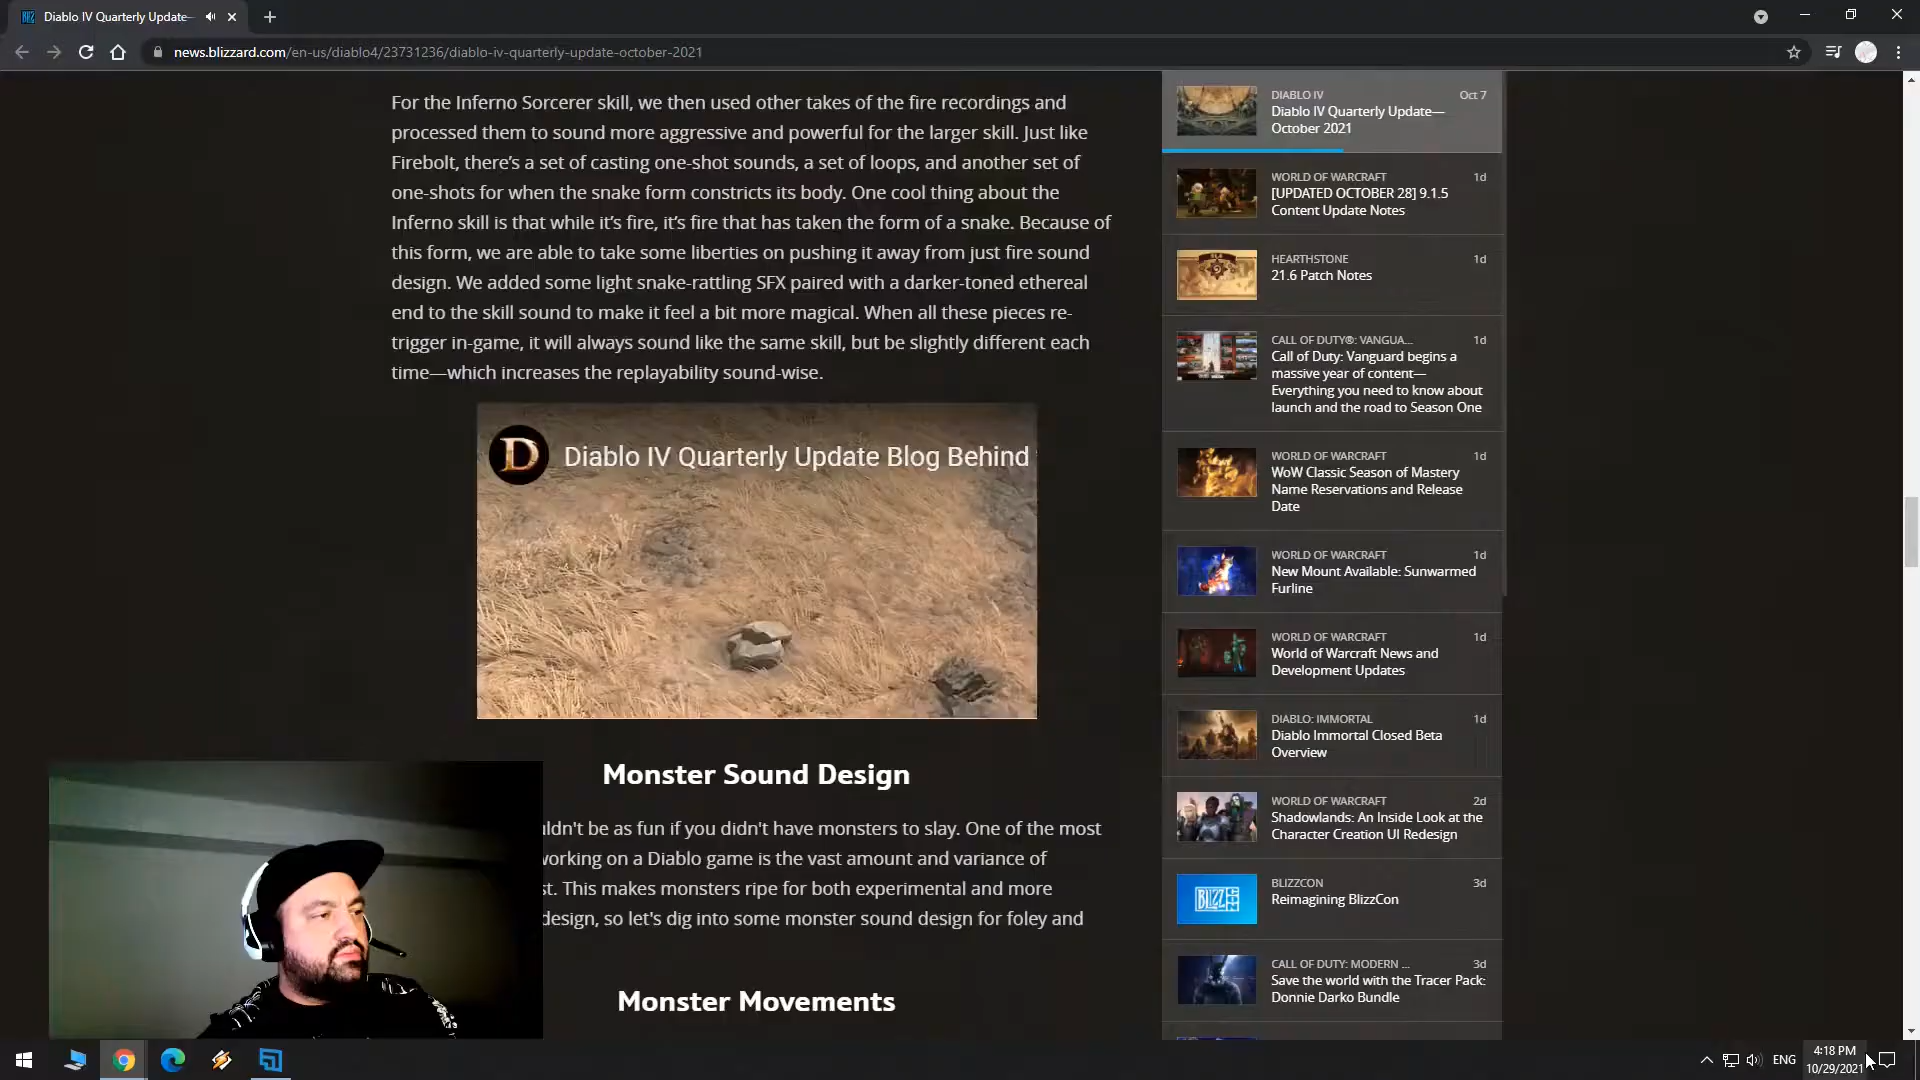 Diablo IV Quarterly Update—
news.blizzard.com/en-us/diablo4/23731236/diablo-iv-quarterly-update-october-2021
For the Inferno Sorcerer skill, we then used other takes of the fire recordings and
processed them to sound more aggressive and powerful for the larger skill. Just like
Firebolt, there's a set of casting one-shot sounds, a set of loops, and another set of
one-shots for when the snake form constricts its body. One cool thing about the
Inferno skill is that while it's fire, it's fire that has taken the form of a snake. Because of
this form, we are able to take some liberties on pushing it away from just fire sound
design. We added some light snake-rattling SFX paired with a darker-toned ethereal
end to the skill sound to make it feel a bit more magical. When all these pieces re-
trigger in-game, it will always sound like the same skill, but be slightly different each
time—which increases the replayability sound-wise.
D
Diablo IV Quarterly Update Blog Behind
Monster Sound Design
uldn't be as fun if you didn't have monsters to slay. One of the most
working on a Diablo game is the vast amount and variance of
st. This makes monsters ripe for both experimental and more
design, so let's dig into some monster sound design for foley and
Monster Movements
DIABLO IV
Oct 7
Diablo IV Quarterly Update—
October 2021
WORLD OF WARCRAFT
1d
[UPDATED OCTOBER 28] 9.1.5
Content Update Notes
HEARTHSTONE
1d
21.6 Patch Notes
CALL OF DUTY®: VANGUA...
1d
Call of Duty: Vanguard begins a
massive year of content—
Everything you need to know about
launch and the road to Season One
WORLD OF WARCRAFT
1d
WoW Classic Season of Mastery
Name Reservations and Release
Date
WORLD OF WARCRAFT
1d
New Mount Available: Sunwarmed
Furline
WORLD OF WARCRAFT
1d
World of Warcraft News and
Development Updates
DIABLO: IMMORTAL
1d
Diablo Immortal Closed Beta
Overview
WORLD OF WARCRAFT
2d
Shadowlands: An Inside Look at the
Character Creation UI Redesign
BLIZZCON
3d
Reimagining BlizzCon
CALL OF DUTY: MODERN ...
3d
Save the world with the Tracer Pack:
Donnie Darko Bundle
ENG
4:18 PM
10/29/2021